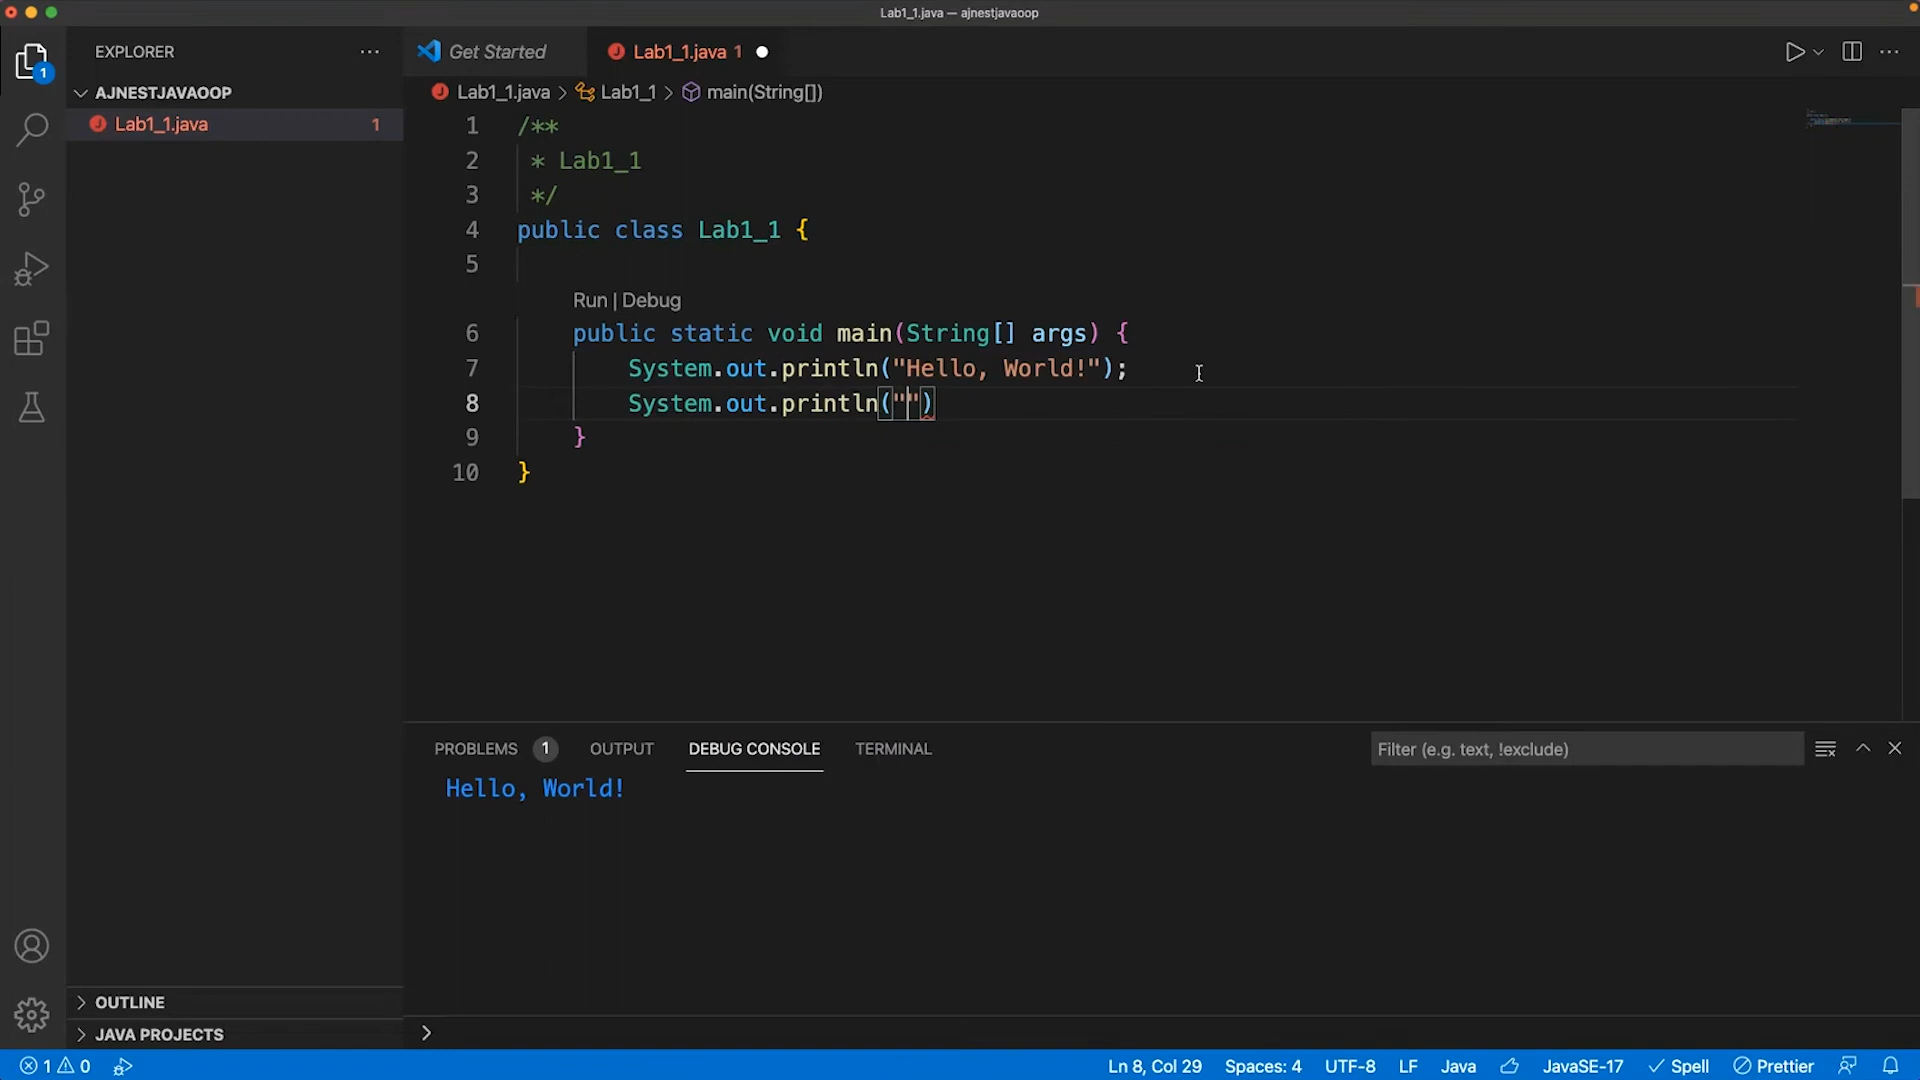 Lab1_1.java — ajnestjavaoop
1
EXPLORER
AJNESTJAVAOOP
Lab1_1.java 1
Get Started
Lab1_1.java 1
Lab1_1.java > Lab1_1 > main(String[])
1 /**
2 * Lab1_1
3 */
4 public class Lab1_1 {
5
Run | Debug
6 public static void main(String[] args) {
7 System.out.println("Hello, World!");
8 System.out.println("")
9 }
10 }
PROBLEMS 1 OUTPUT DEBUG CONSOLE TERMINAL
Filter (e.g. text, !exclude)
Hello, World!
OUTLINE
JAVA PROJECTS
1 0
Ln 8, Col 29 Spaces: 4 UTF-8 LF Java JavaSE-17 Spell Prettier